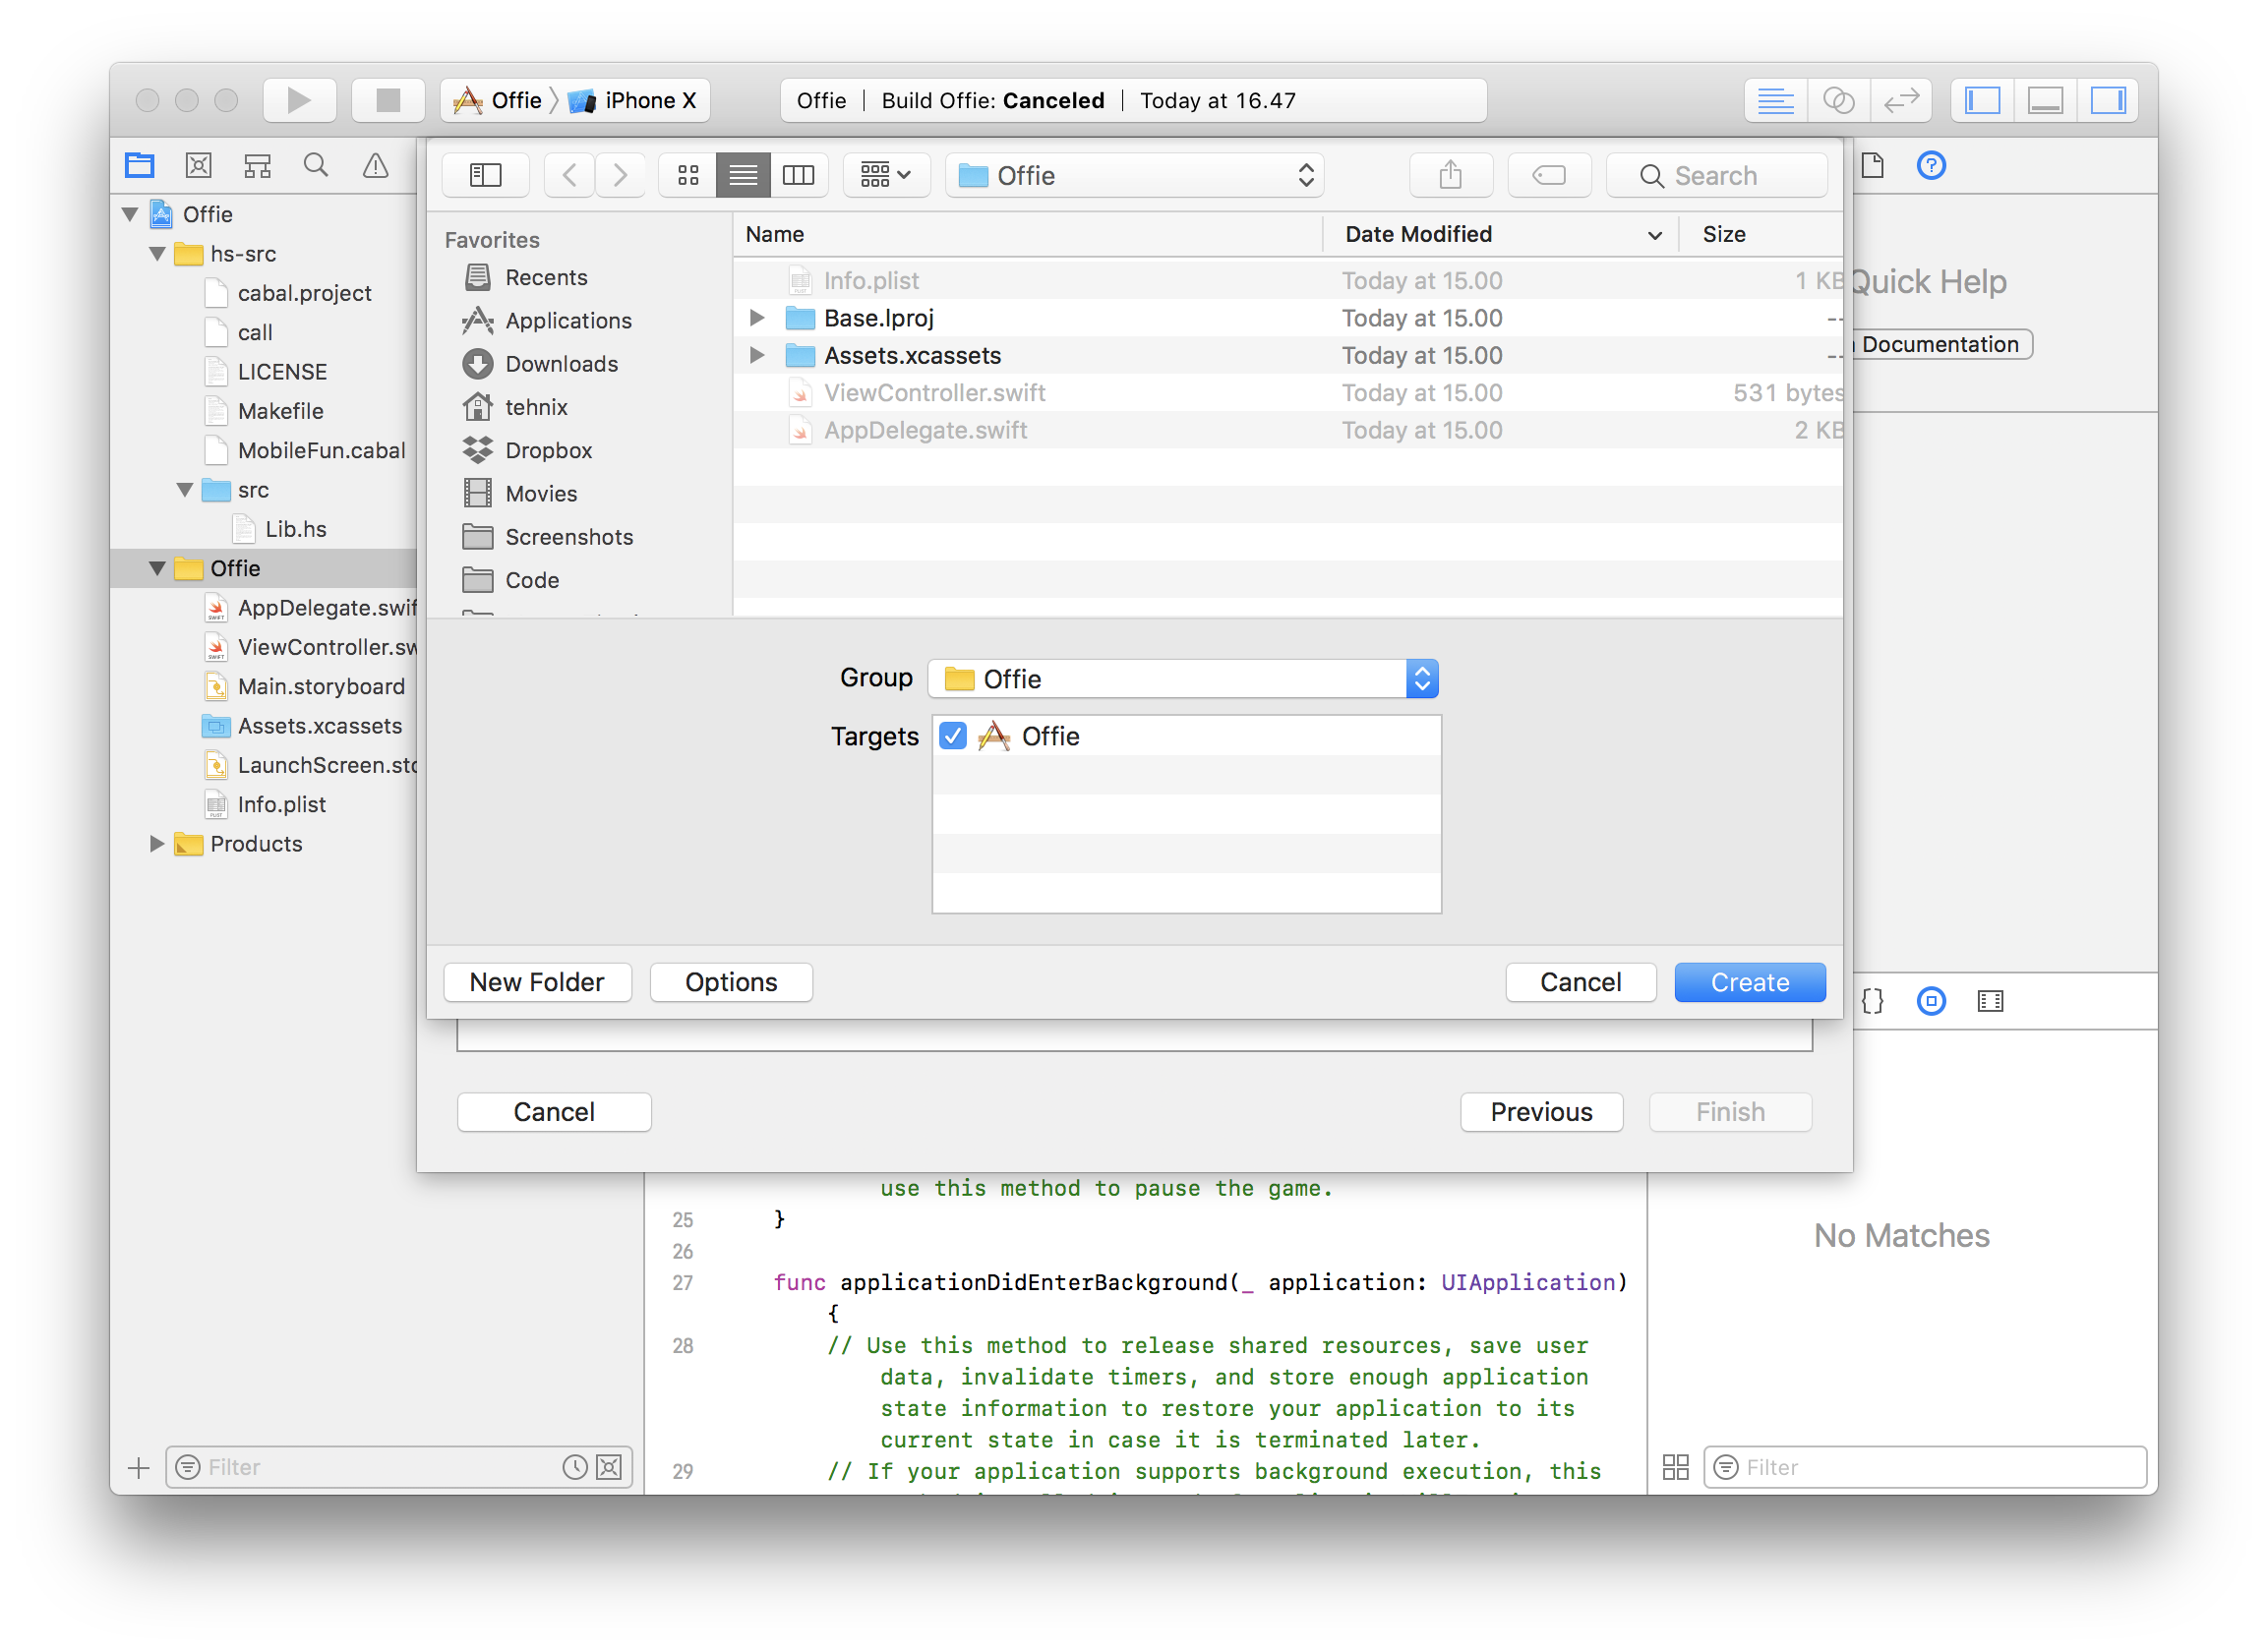 Offie iPhone X
Offie Build Offie: Canceled Today at 16.47
Offie
hs-src
cabal.project
call
LICENSE
Makefile
MobileFun.cabal
src
Lib.hs
Offie
AppDelegate.swif
ViewController.sw
Main.storyboard
Assets.xcassets
LaunchScreen.sto
Info.plist
Products
Filter
Offie
Search
Favorites
Recents
Applications
Downloads
tehnix
Dropbox
Movies
Screenshots
Code
Name Date Modified Size
Info.plist Today at 15.00 1 KB
Base.lproj Today at 15.00 --
Assets.xcassets Today at 15.00 --
ViewController.swift Today at 15.00 531 bytes
AppDelegate.swift Today at 15.00 2 KB
Group Offie
Targets Offie
New Folder Options Cancel Create
Cancel Previous Finish
use this method to pause the game.
25 }
26
27 func applicationDidEnterBackground(_ application: UIApplication)
{
28 // Use this method to release shared resources, save user
data, invalidate timers, and store enough application
state information to restore your application to its
current state in case it is terminated later.
29 // If your application supports background execution, this
Quick Help
Documentation
{}
No Matches
Filter